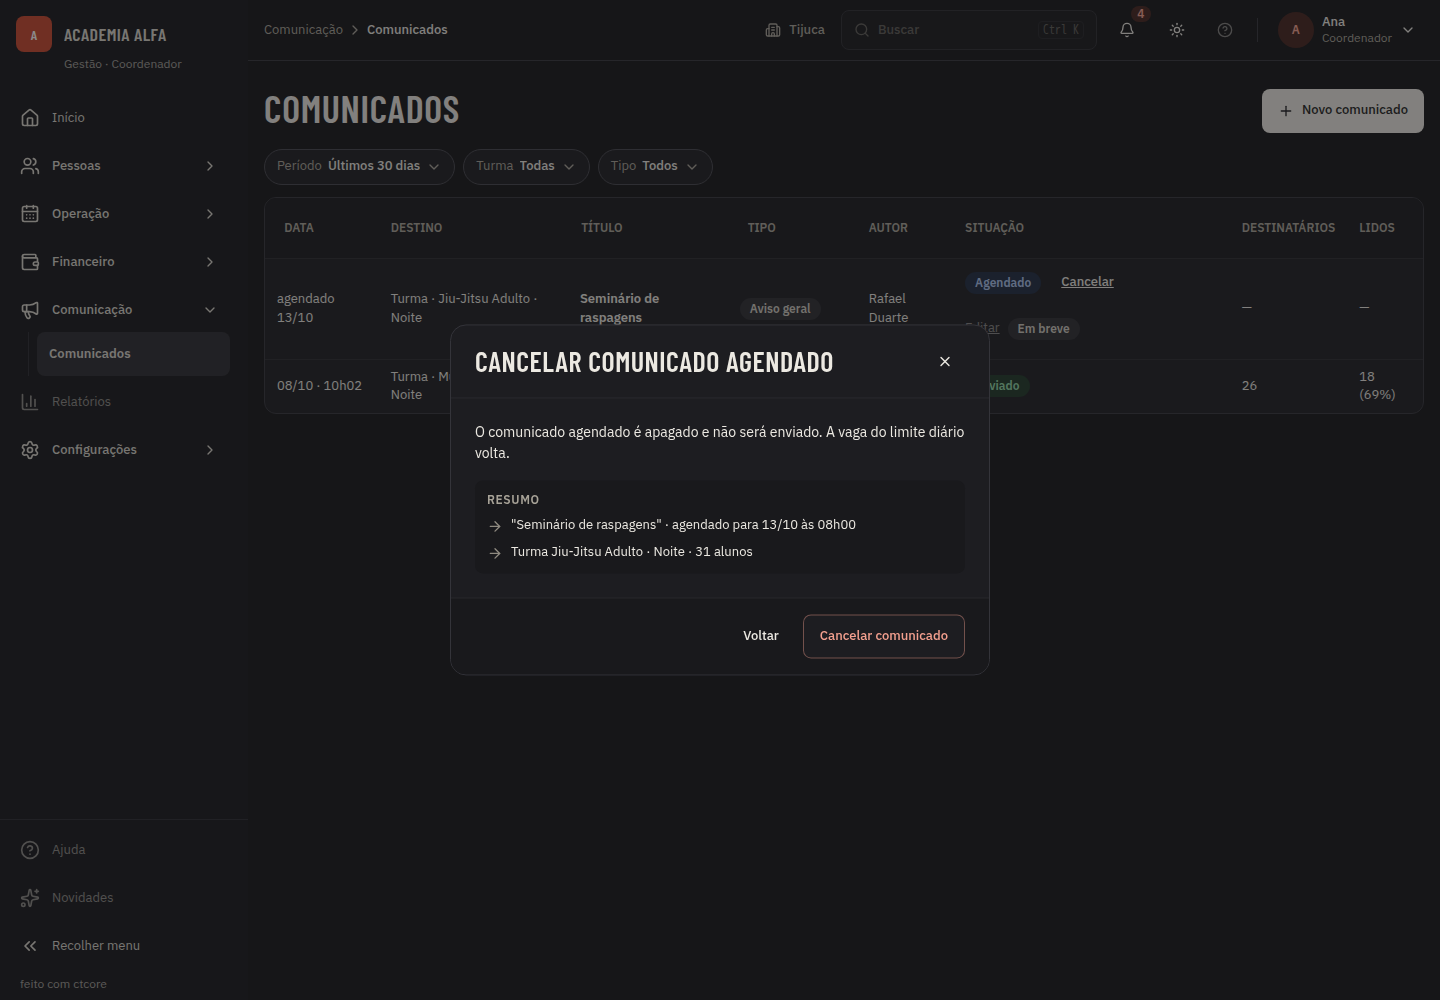 A
ACADEMIA ALFA
Gestão · Coordenador
Início
Pessoas
Operação
Financeiro
Comunicação
Comunicados
Relatórios
Configurações
Ajuda
Novidades
Recolher menu
feito com ctcore
Comunicação > Comunicados
Tijuca
Buscar
Ctrl K
4
A
Ana
Coordenador
COMUNICADOS
Novo comunicado
Período Últimos 30 dias
Turma Todas
Tipo Todos
DATA DESTINO TÍTULO TIPO AUTOR SITUAÇÃO DESTINATÁRIOS LIDOS
agendado
13/10
Turma · Jiu-Jitsu Adulto ·
Noite
Seminário de
raspagens
Aviso geral
Rafael
Duarte
Agendado
Cancelar
Editar
Em breve
—
—
08/10 · 10h02
Turma · M
Noite
viado
26
18
(69%)
CANCELAR COMUNICADO AGENDADO
O comunicado agendado é apagado e não será enviado. A vaga do limite diário
volta.
RESUMO
"Seminário de raspagens" · agendado para 13/10 às 08h00
Turma Jiu-Jitsu Adulto · Noite · 31 alunos
Voltar
Cancelar comunicado